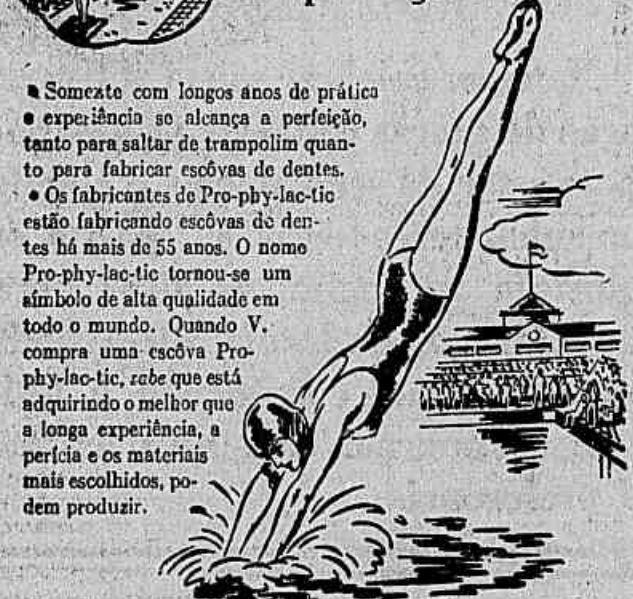 • Somente com longos anos de prática
e experiência se alcança a perfeição,
tanto para saltar de trampolim quan-
to para fabricar escôvas de dentes.
• Os fabricantes de Pro-phy-lac-tic
estão fabricando escôvas de den-
tes há mais de 55 anos. O nome
Pro-phy-lac-tic tornou-se um
símbolo de alta qualidade em
todo o mundo. Quando V.
compra uma escôva Pro-
phy-lac-tic, sabe que está
adquirindo o melhor que
a longa experiência, a
perícia e os materiais
mais escolhidos, po-
dem produzir.